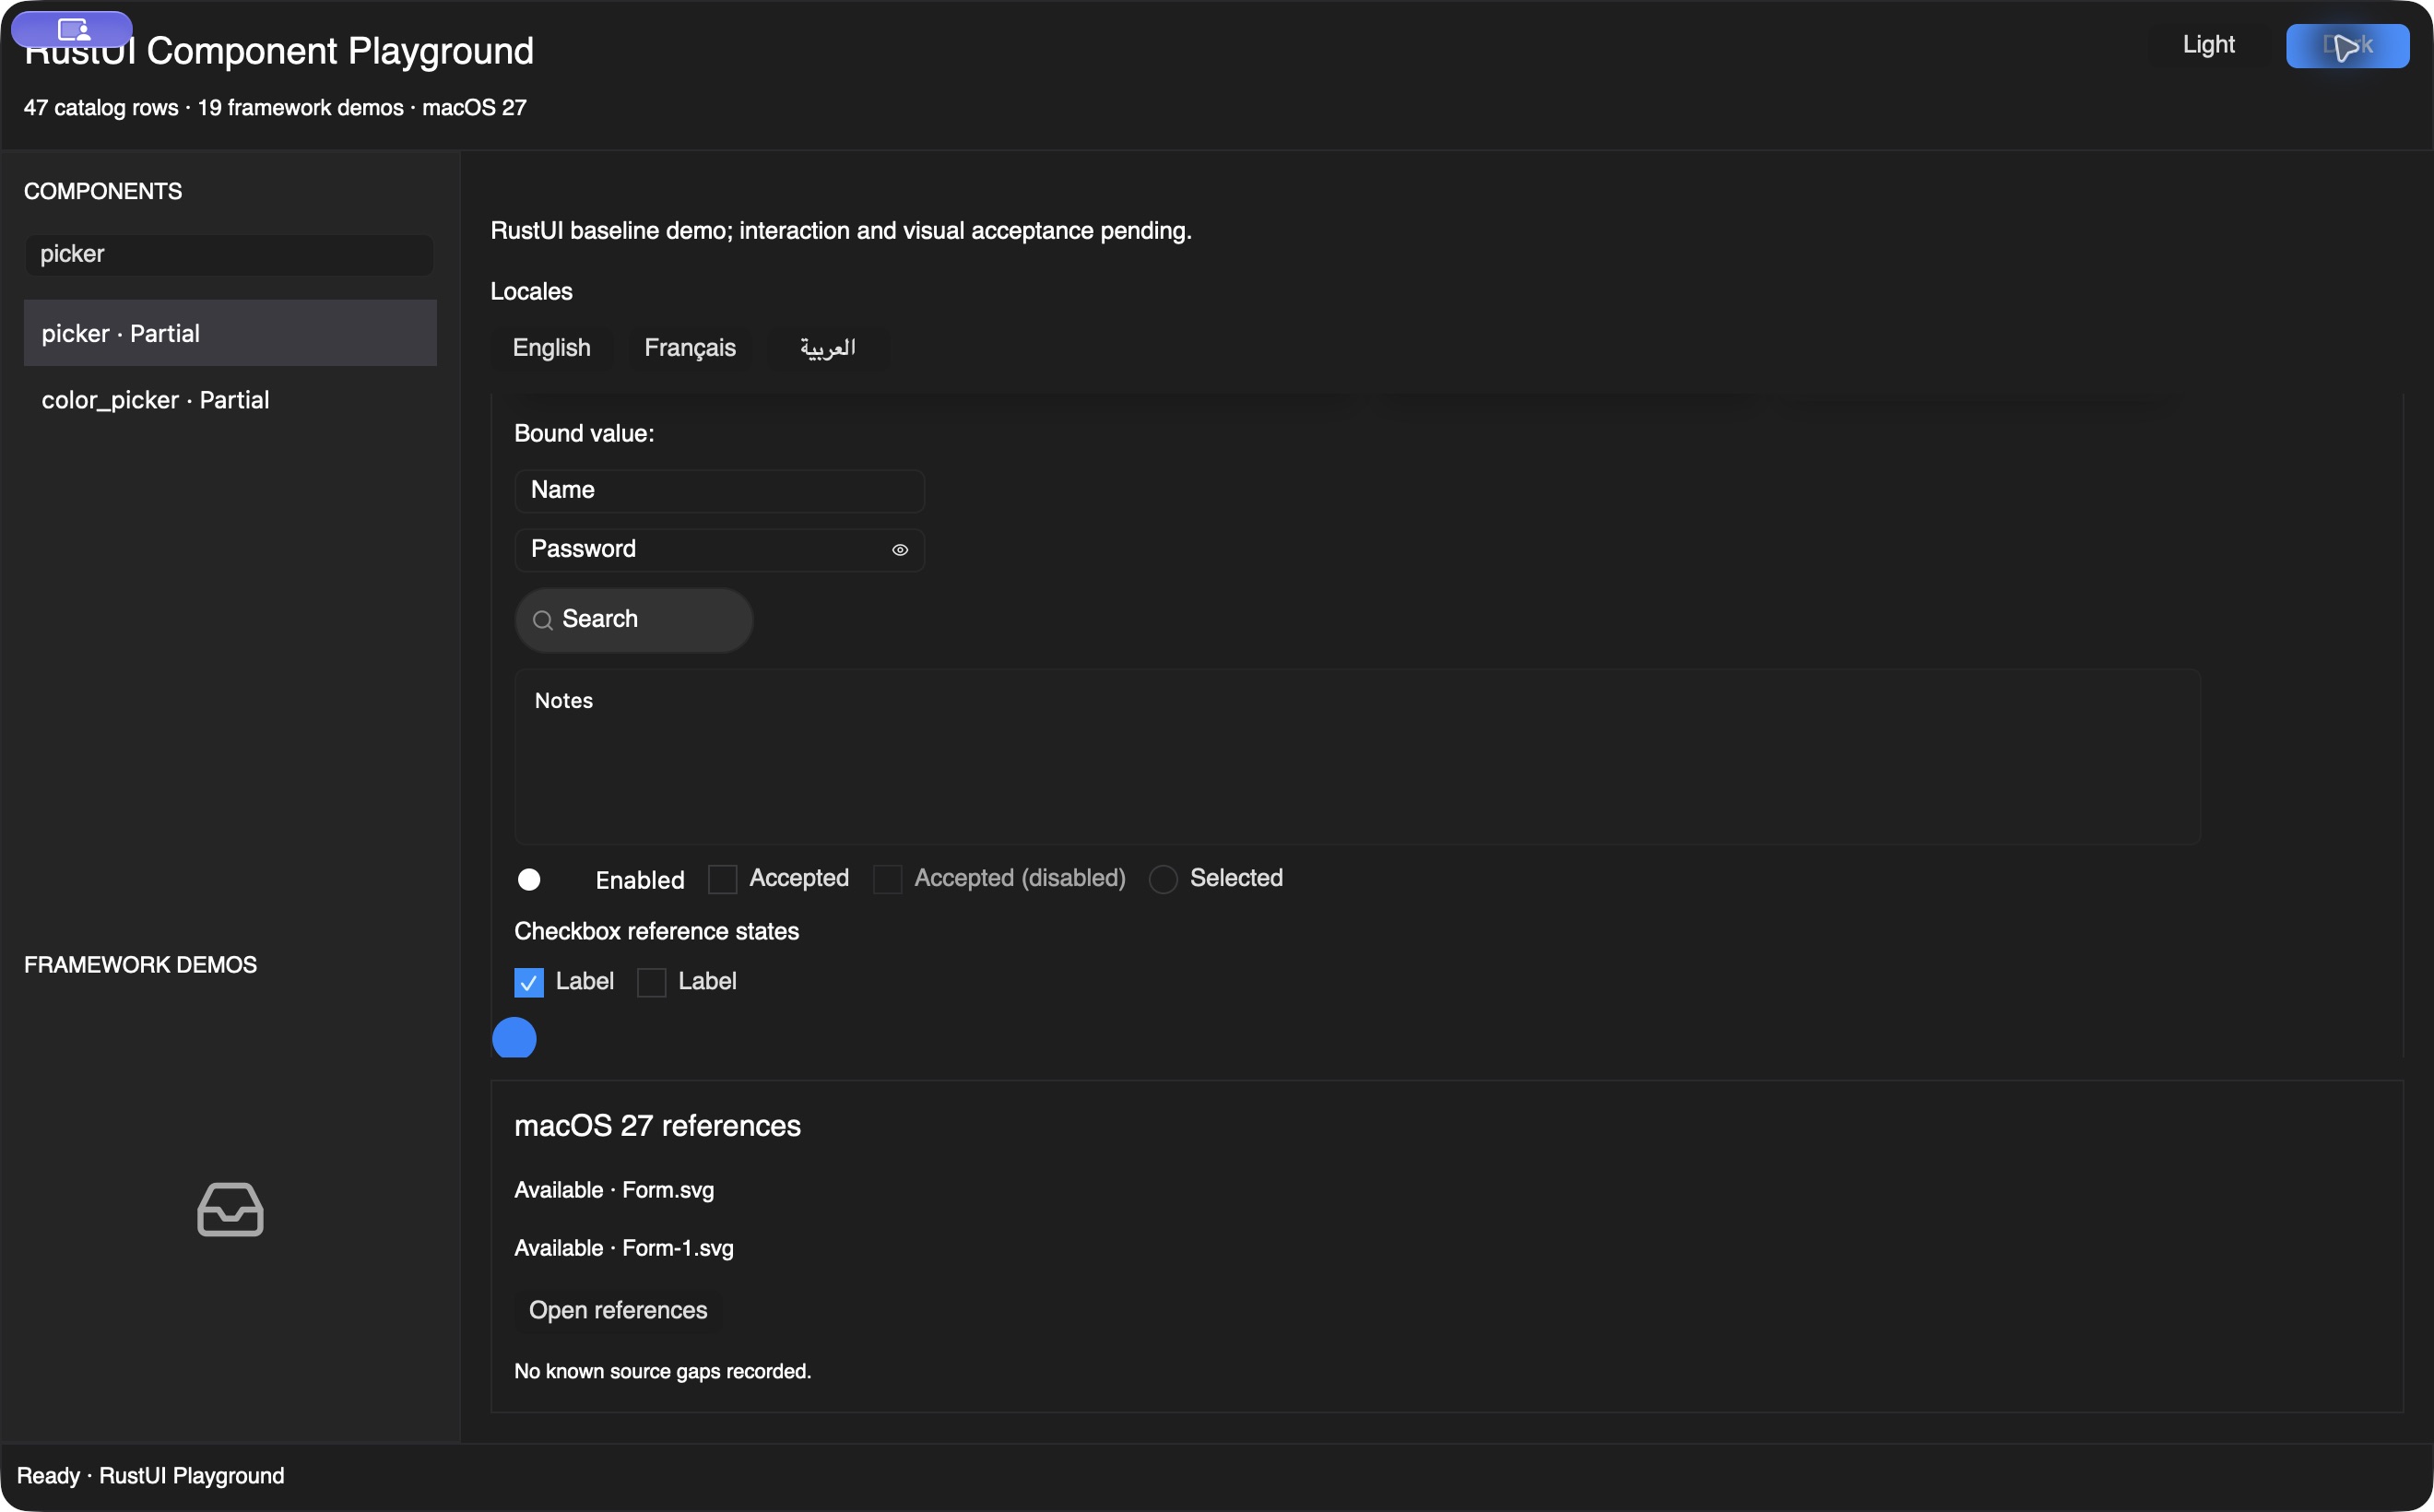 RustUI Component Playground
Light
47 catalog rows · 19 framework demos · macOS 27
COMPONENTS
picker
picker · Partial
color_picker · Partial
FRAMEWORK DEMOS
RustUI baseline demo; interaction and visual acceptance pending.
Locales
English Français العربية
Bound value:
Name
Password
Search
Notes
Enabled Accepted Accepted (disabled) Selected
Checkbox reference states
Label Label
macOS 27 references
Available · Form.svg
Available · Form-1.svg
Open references
No known source gaps recorded.
Ready · RustUI Playground